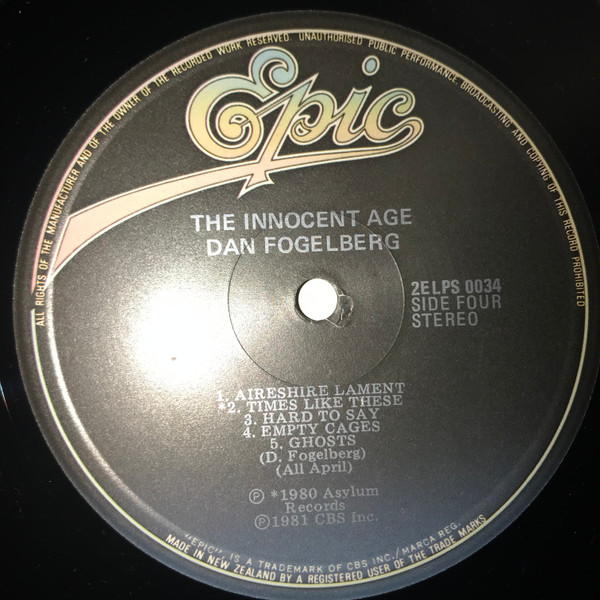 ALL RIGHTS OF THE MANUFACTURER AND OF THE OWNER OF THE RECORDED WORK RESERVED. UNAUTHORISED PUBLIC PERFORMANCE, BROADCASTING AND COPYING OF THIS RECORD PROHIBITED
Epic
THE INNOCENT AGE
DAN FOGELBERG
2ELPS 0034
SIDE FOUR
STEREO
1. AIRESHIRE LAMENT
*2. TIMES LIKE THESE
3. HARD TO SAY
4. EMPTY CAGES
5. GHOSTS
(D. Fogelberg)
(All April)
Ⓟ *1980 Asylum
Records
Ⓟ1981 CBS Inc.
"EPIC" IS A TRADEMARK OF CBS INC./MARCA REG.
MADE IN NEW ZEALAND BY A REGISTERED USER OF THE TRADE MARKS